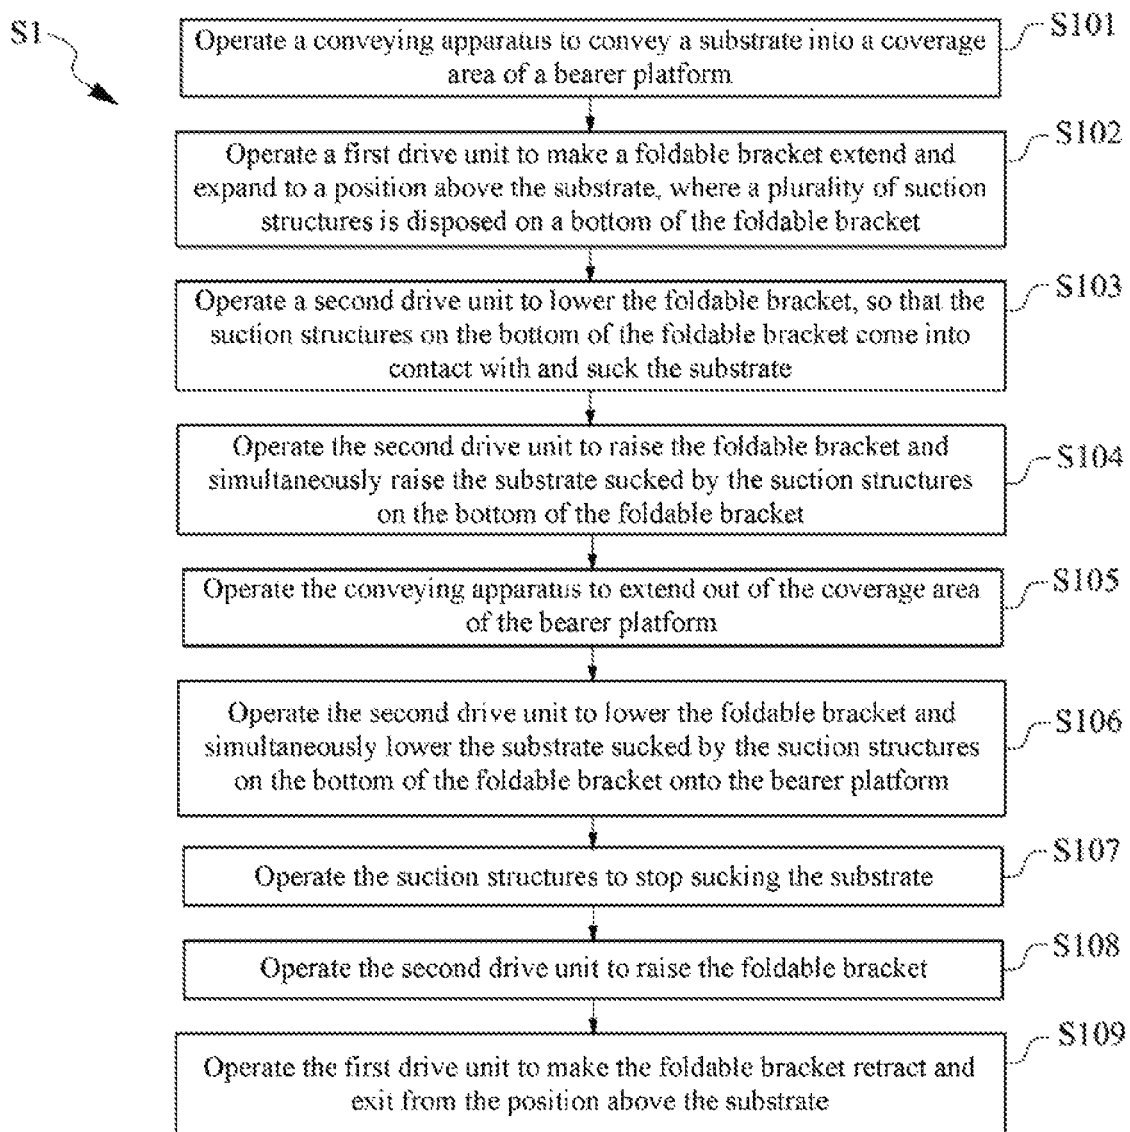 S1
S101
Operate a conveying apparatus to convey a substrate into a coverage
area of a bearer platform
S102
Operate a first drive unit to make a foldable bracket extend and
expand to a position above the substrate, where a plurality of suction
structures is disposed on a bottom of the foldable bracket
S103
Operate a second drive unit to lower the foldable bracket, so that the
suction structures on the bottom of the foldable bracket come into
contact with and suck the substrate
S104
Operate the second drive unit to raise the foldable bracket and
simultaneously raise the substrate sucked by the suction structures
on the bottom of the foldable bracket
S105
Operate the conveying apparatus to extend out of the coverage area
of the bearer platform
S106
Operate the second drive unit to lower the foldable bracket and
simultaneously lower the substrate sucked by the suction structures
on the bottom of the foldable bracket onto the bearer platform
S107
Operate the suction structures to stop sucking the substrate
S108
Operate the second drive unit to raise the foldable bracket
S109
Operate the first drive unit to make the foldable bracket retract and
exit from the position above the substrate